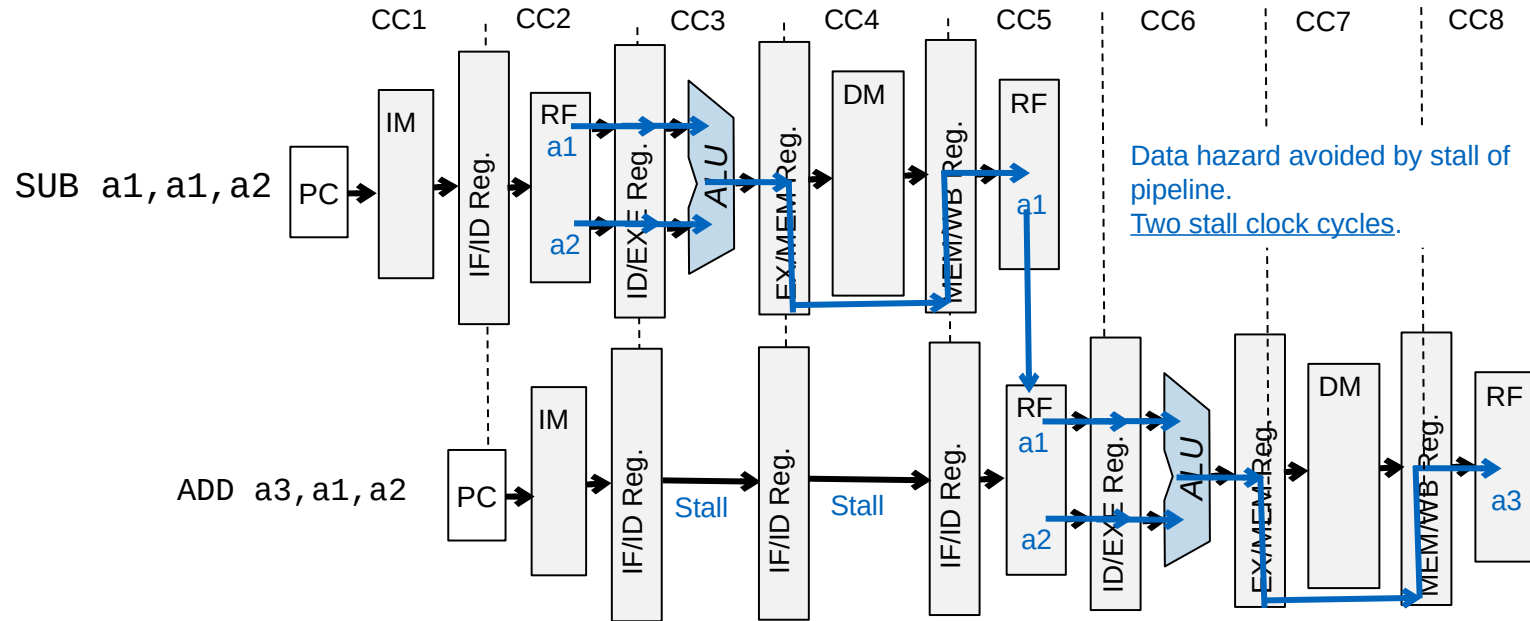 CC1 CC2 CC3 CC4 CC5 CC6 CC7 CC8
SUB a1,a1,a2
PC
IM
IF/ID Reg.
RF
a1
a2
ID/EXE Reg.
ALU
EX/MEM Reg.
DM
MEM/WB Reg.
RF
a1
Data hazard avoided by stall of
pipeline.
Two stall clock cycles.
ADD a3,a1,a2
PC
IM
IF/ID Reg.
Stall
IF/ID Reg.
Stall
IF/ID Reg.
RF
a1
a2
ID/EXE Reg.
ALU
EX/MEM Reg.
DM
MEM/WB Reg.
RF
a3